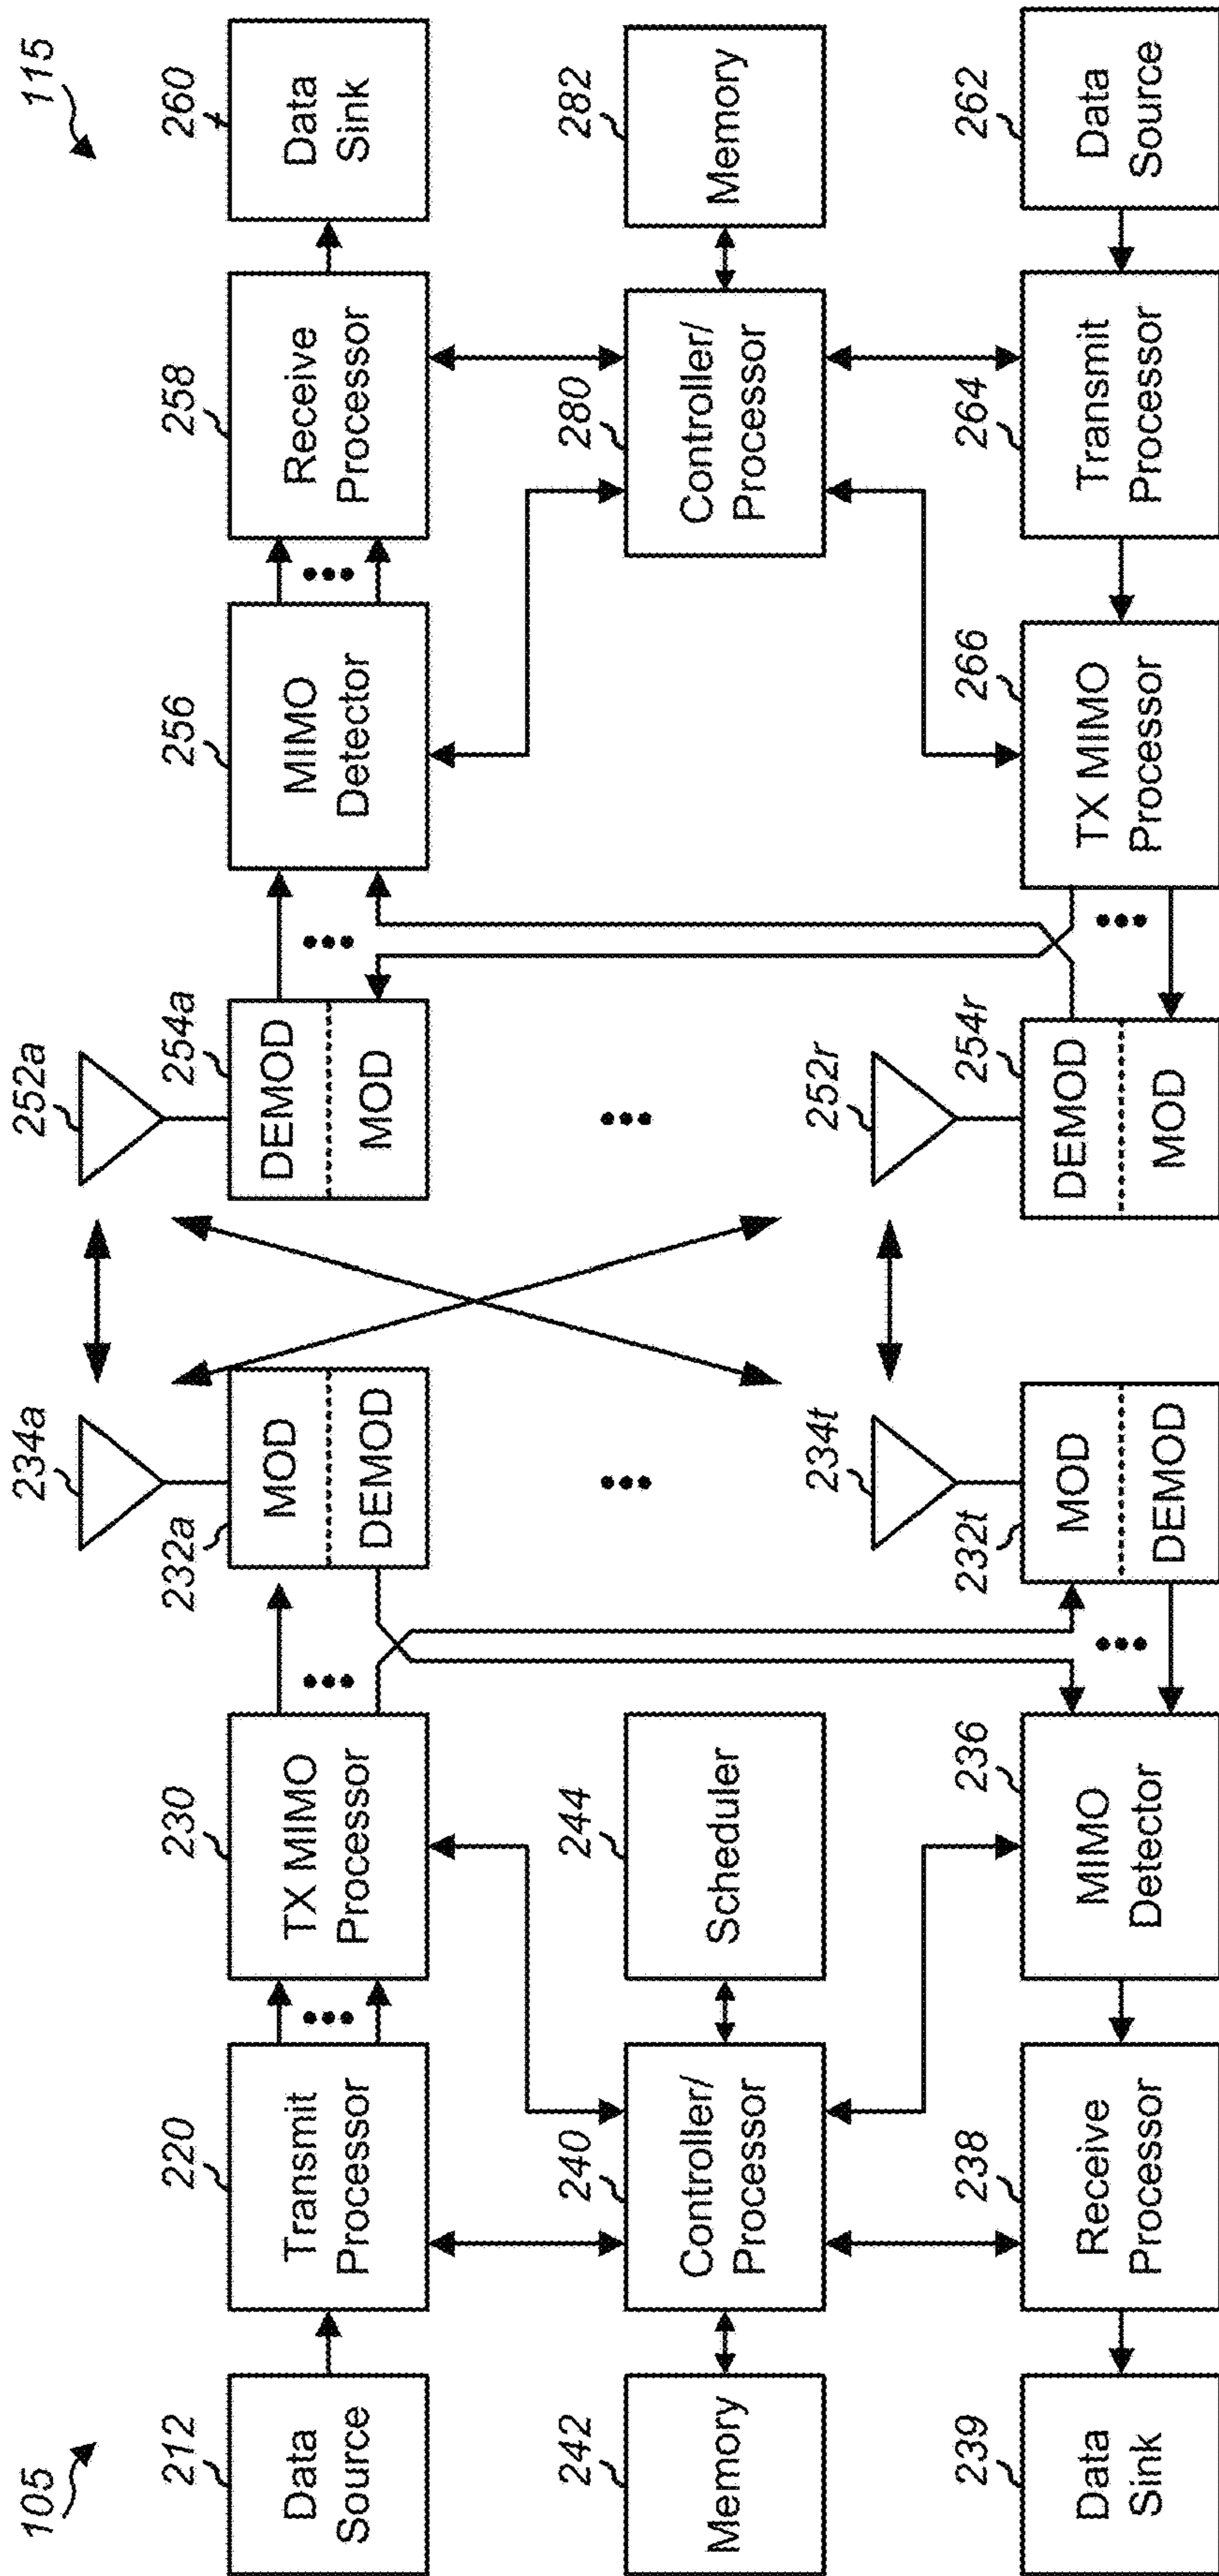 105
115
212
Data
Source
220
Transmit
Processor
230
TX MIMO
Processor
232a
MOD
DEMOD
234a
252a
254a
DEMOD
MOD
256
MIMO
Detector
258
Receive
Processor
260
Data
Sink
242
Memory
240
Controller/
Processor
244
Scheduler
280
Controller/
Processor
282
Memory
239
Data
Sink
238
Receive
Processor
236
MIMO
Detector
232t
MOD
DEMOD
234t
252r
254r
DEMOD
MOD
266
TX MIMO
Processor
264
Transmit
Processor
262
Data
Source